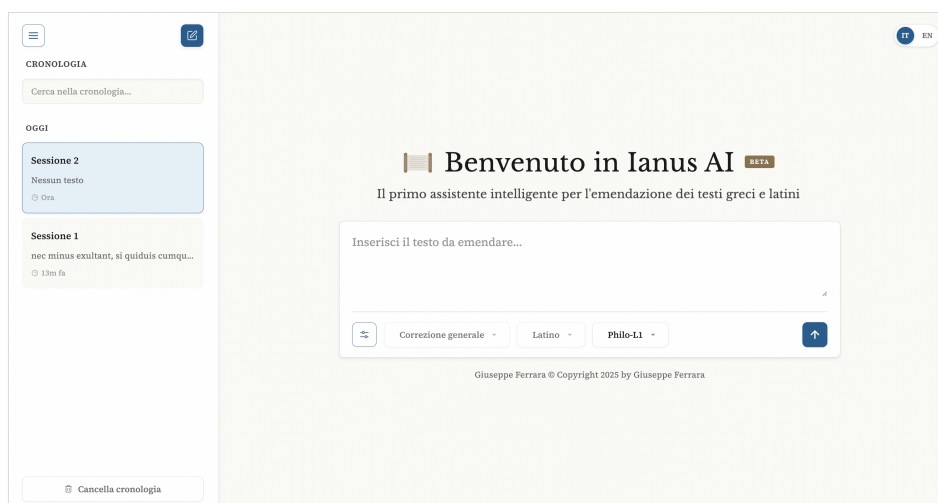 CRONOLOGIA
Cerca nella cronologia...
OGGI
Sessione 2
Nessun testo
Ora
Sessione 1
nec minus exultant, si quiduis cumqu...
13m fa
Cancella cronologia
IT EN
Benvenuto in Ianus AI BETA
Il primo assistente intelligente per l'emendazione dei testi greci e latini
Inserisci il testo da emendare...
Correzione generale Latino Philo-L1
Giuseppe Ferrara © Copyright 2025 by Giuseppe Ferrara